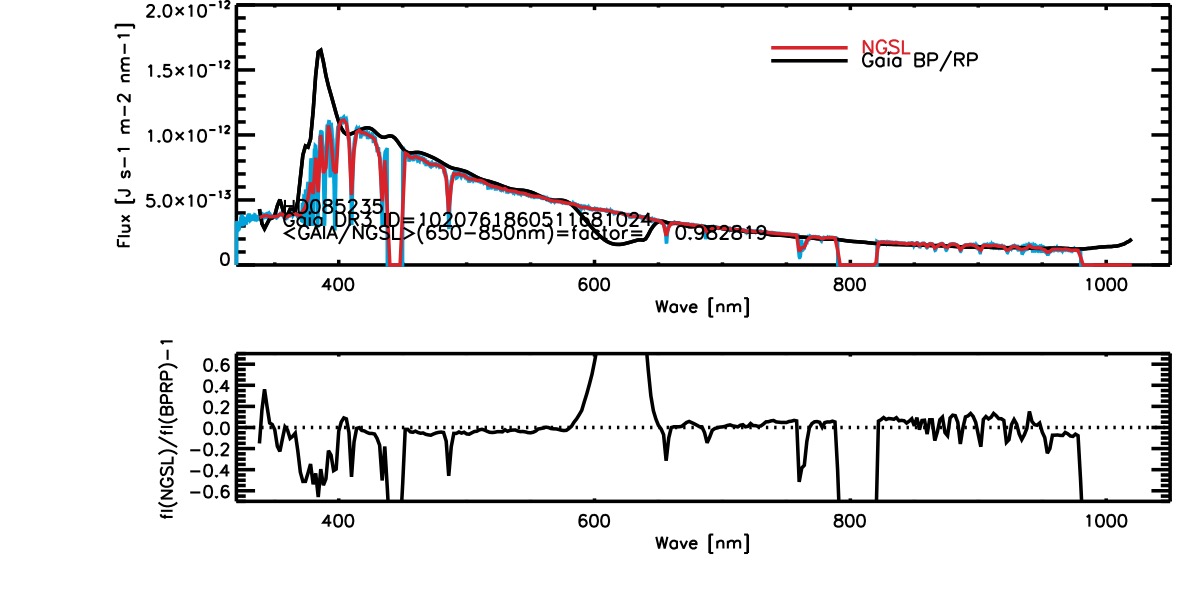 2.0×10−12
1.5×10−12
1.0×10−12
5.0×10−13
0
Flux [J s−1 m−2 nm−1]
NGSL
Gaia BP/RP
HD085235
Gaia DR3 ID=1020761860511681024
<GAIA/NGSL>(650−850nm)=factor= 0.982819
400 600 800 1000
Wave [nm]
0.6
0.4
0.2
0.0
−0.2
−0.4
−0.6
fl(NGSL)/fl(BPRP)−1
400 600 800 1000
Wave [nm]